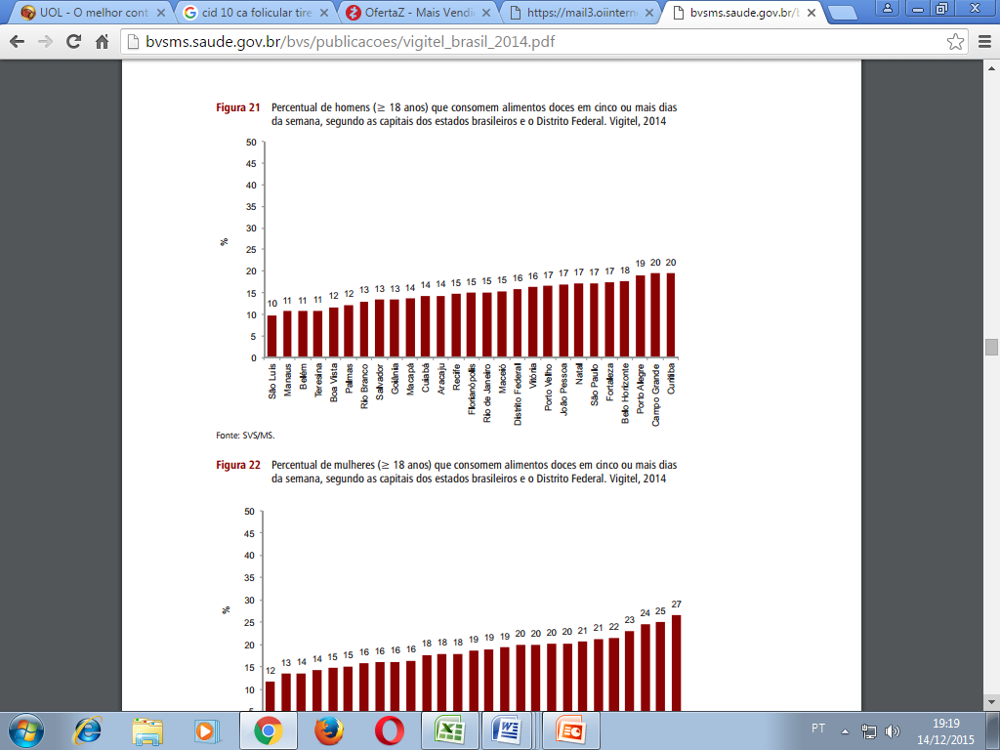 UOL - O melhor cont
cid 10 ca folicular tire
OfertaZ - Mais Vendi
https://mail3.oiintern
bvsms.saude.gov.br/b
bvsms.saude.gov.br/bvs/publicacoes/vigitel_brasil_2014.pdf
Figura 21 Percentual de homens (≥ 18 anos) que consomem alimentos doces em cinco ou mais dias
da semana, segundo as capitais dos estados brasileiros e o Distrito Federal. Vigitel, 2014
50
45
40
35
30
25
20
15
10
5
0
%
10 11 11 11 12 12 13 13 13 14 14 14 15 15 15 15 16 16 17 17 17 17 17 18 19 20 20
São Luís
Manaus
Belém
Teresina
Boa Vista
Palmas
Rio Branco
Salvador
Goiânia
Macapá
Cuiabá
Aracaju
Recife
Florianópolis
Rio de Janeiro
Maceió
Distrito Federal
Vitória
Porto Velho
João Pessoa
Natal
São Paulo
Fortaleza
Belo Horizonte
Porto Alegre
Campo Grande
Curitiba
Fonte: SVS/MS.
Figura 22 Percentual de mulheres (≥ 18 anos) que consomem alimentos doces em cinco ou mais dias
da semana, segundo as capitais dos estados brasileiros e o Distrito Federal. Vigitel, 2014
50
45
40
35
30
25
20
15
10
%
12 13 14 14 15 15 16 16 16 16 18 18 18 19 19 19 20 20 20 20 21 21 22 23 24 25 27
PT
19:19
14/12/2015